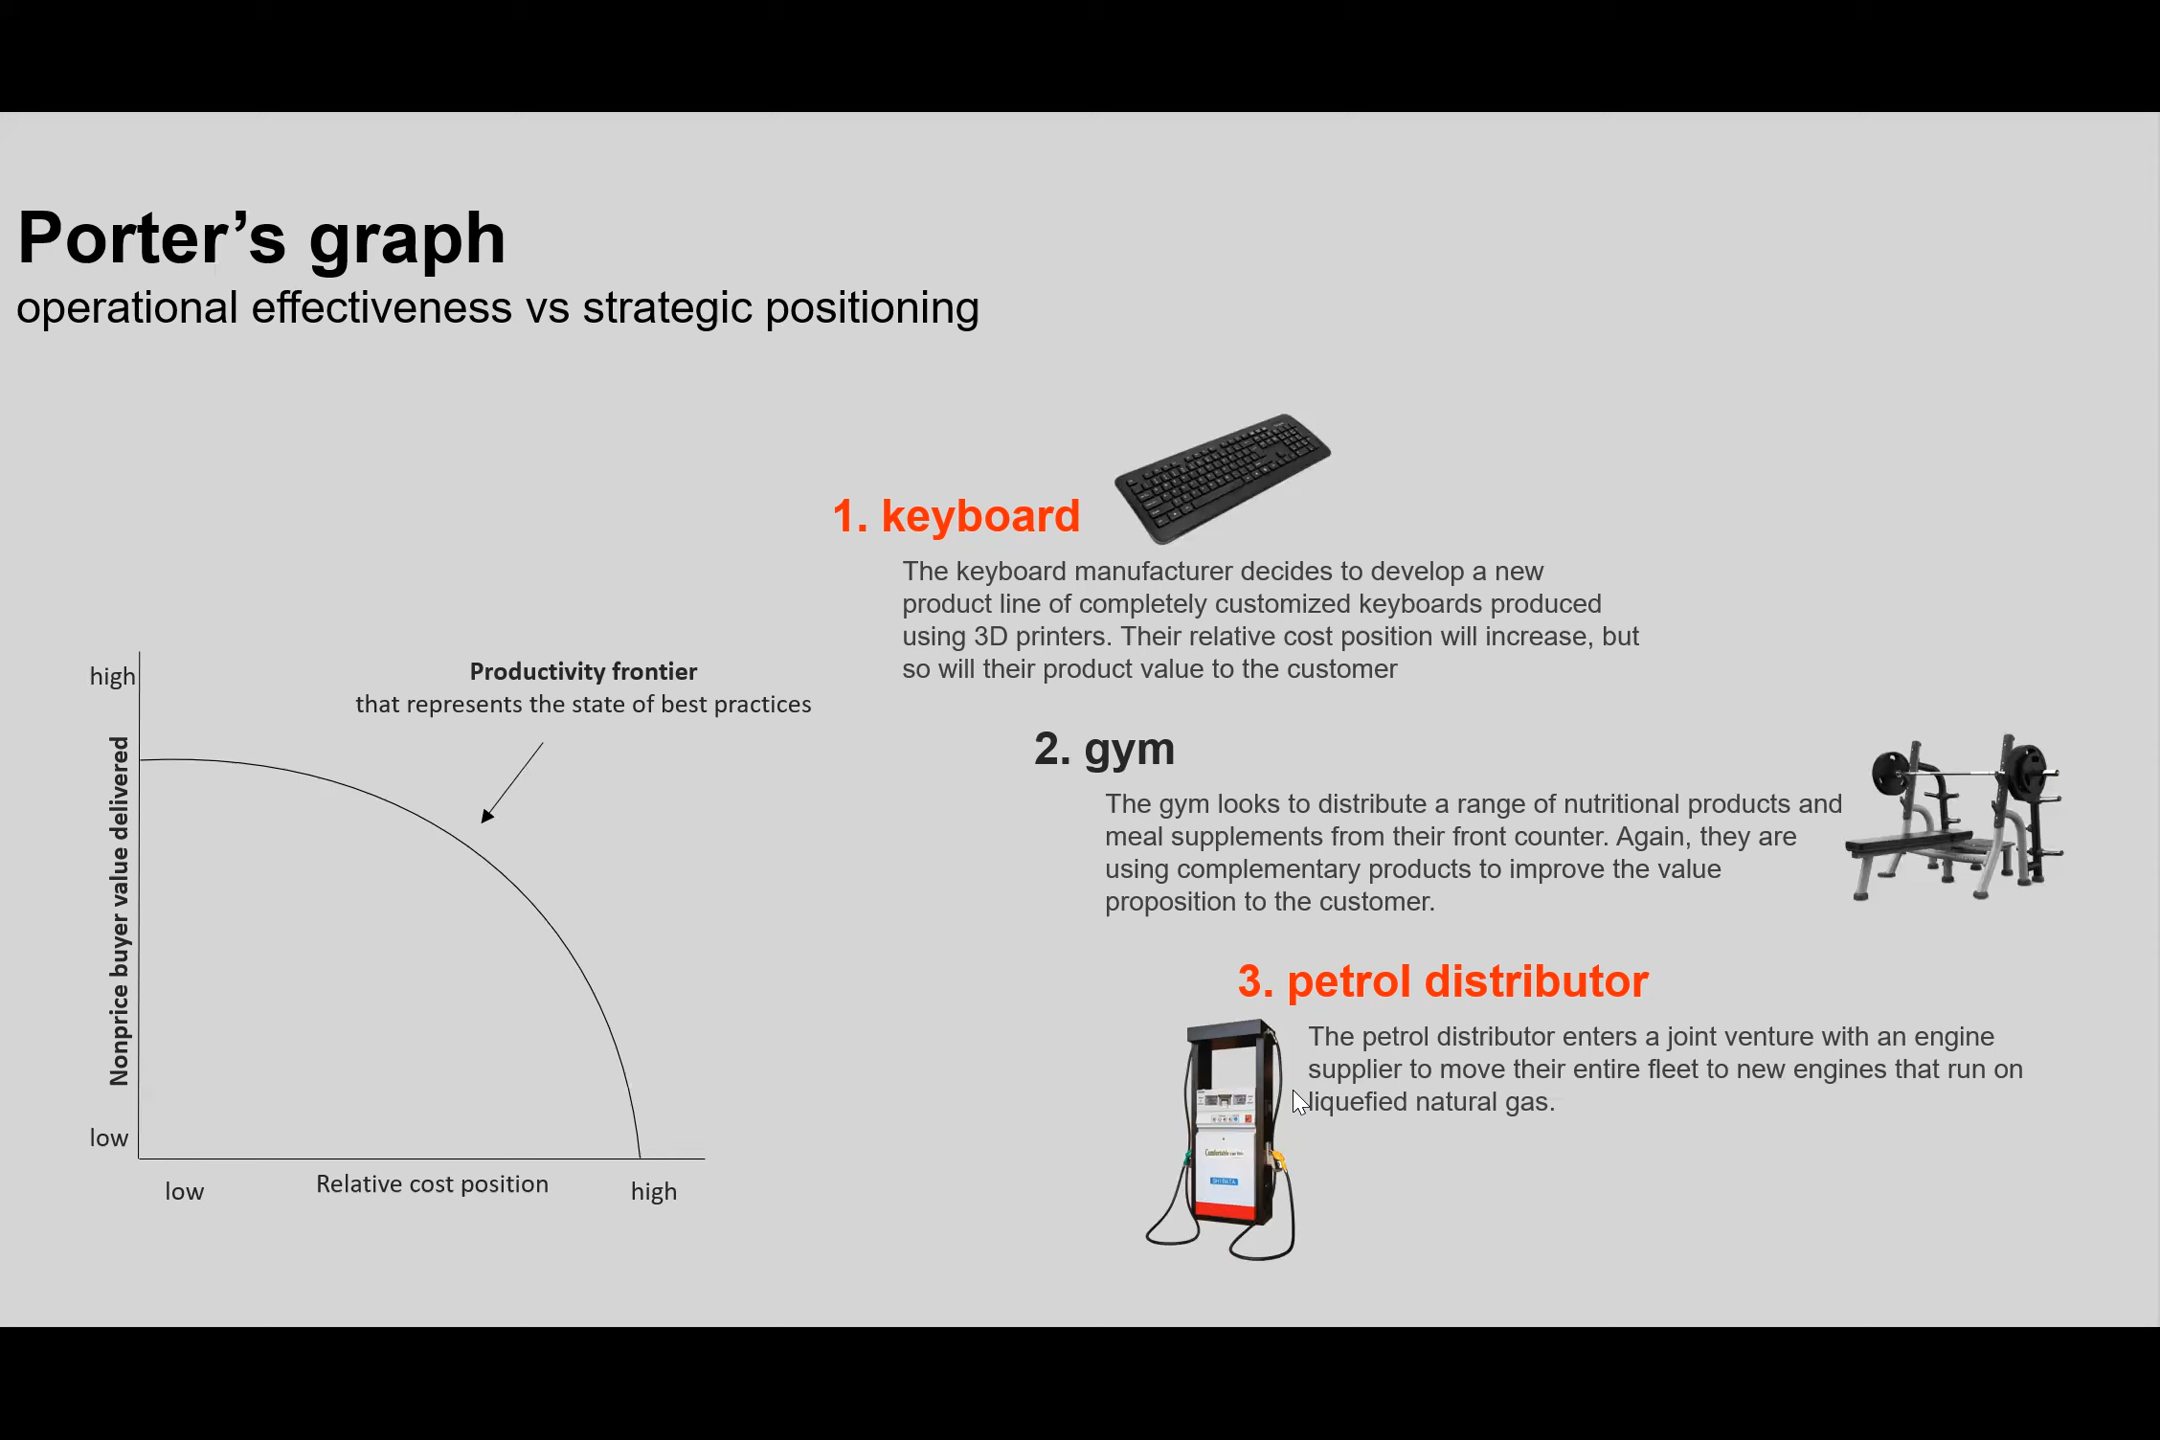 Porter’s graph
operational effectiveness vs strategic positioning
1. keyboard
The keyboard manufacturer decides to develop a new
product line of completely customized keyboards produced
using 3D printers. Their relative cost position will increase, but
so will their product value to the customer
2. gym
The gym looks to distribute a range of nutritional products and
meal supplements from their front counter. Again, they are
using complementary products to improve the value
proposition to the customer.
3. petrol distributor
The petrol distributor enters a joint venture with an engine
supplier to move their entire fleet to new engines that run on
liquefied natural gas.
Productivity frontier
that represents the state of best practices
high
Nonprice buyer value delivered
low
low
Relative cost position
high